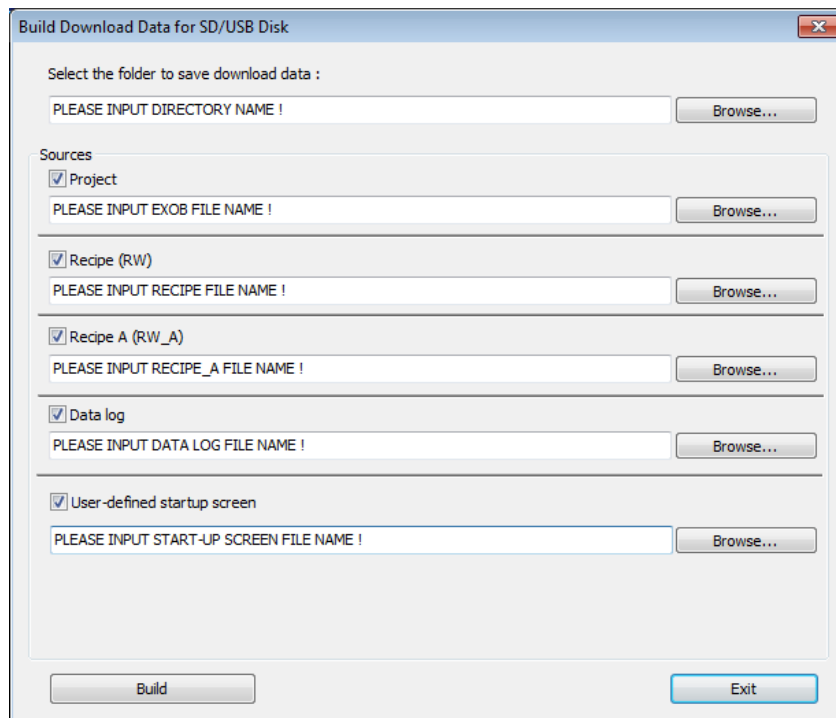 Build Download Data for SD/USB Disk
Select the folder to save download data :
PLEASE INPUT DIRECTORY NAME !
Browse...
Sources
Project
PLEASE INPUT EXOB FILE NAME !
Browse...
Recipe (RW)
PLEASE INPUT RECIPE FILE NAME !
Browse...
Recipe A (RW_A)
PLEASE INPUT RECIPE_A FILE NAME !
Browse...
Data log
PLEASE INPUT DATA LOG FILE NAME !
Browse...
User-defined startup screen
PLEASE INPUT START-UP SCREEN FILE NAME !
Browse...
Build
Exit